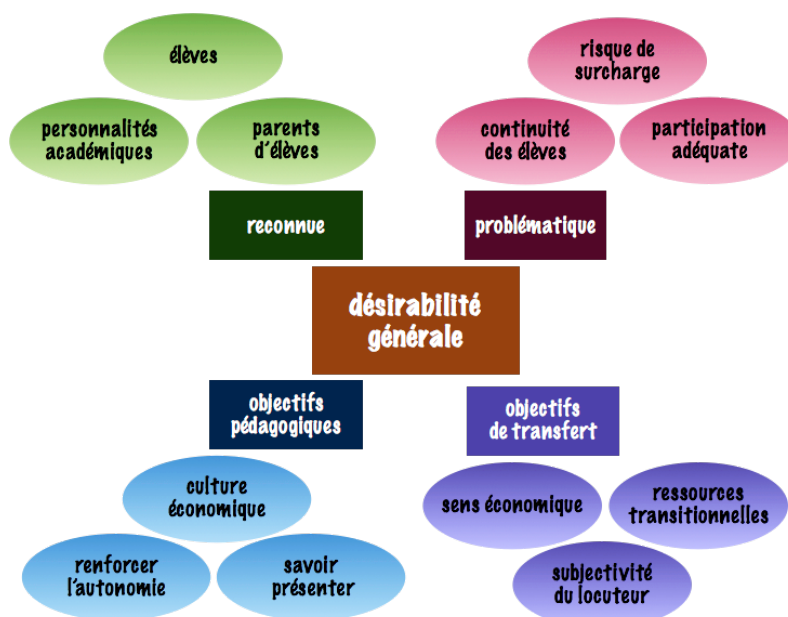 élèves
personnalités
académiques
parents
d'élèves
risque de
surcharge
continuité
des élèves
participation
adéquate
reconnue
problématique
désirabilité
générale
objectifs
pédagogiques
objectifs
de transfert
culture
économique
renforcer
l'autonomie
savoir
présenter
sens économique
ressources
transitionnelles
subjectivité
du locuteur